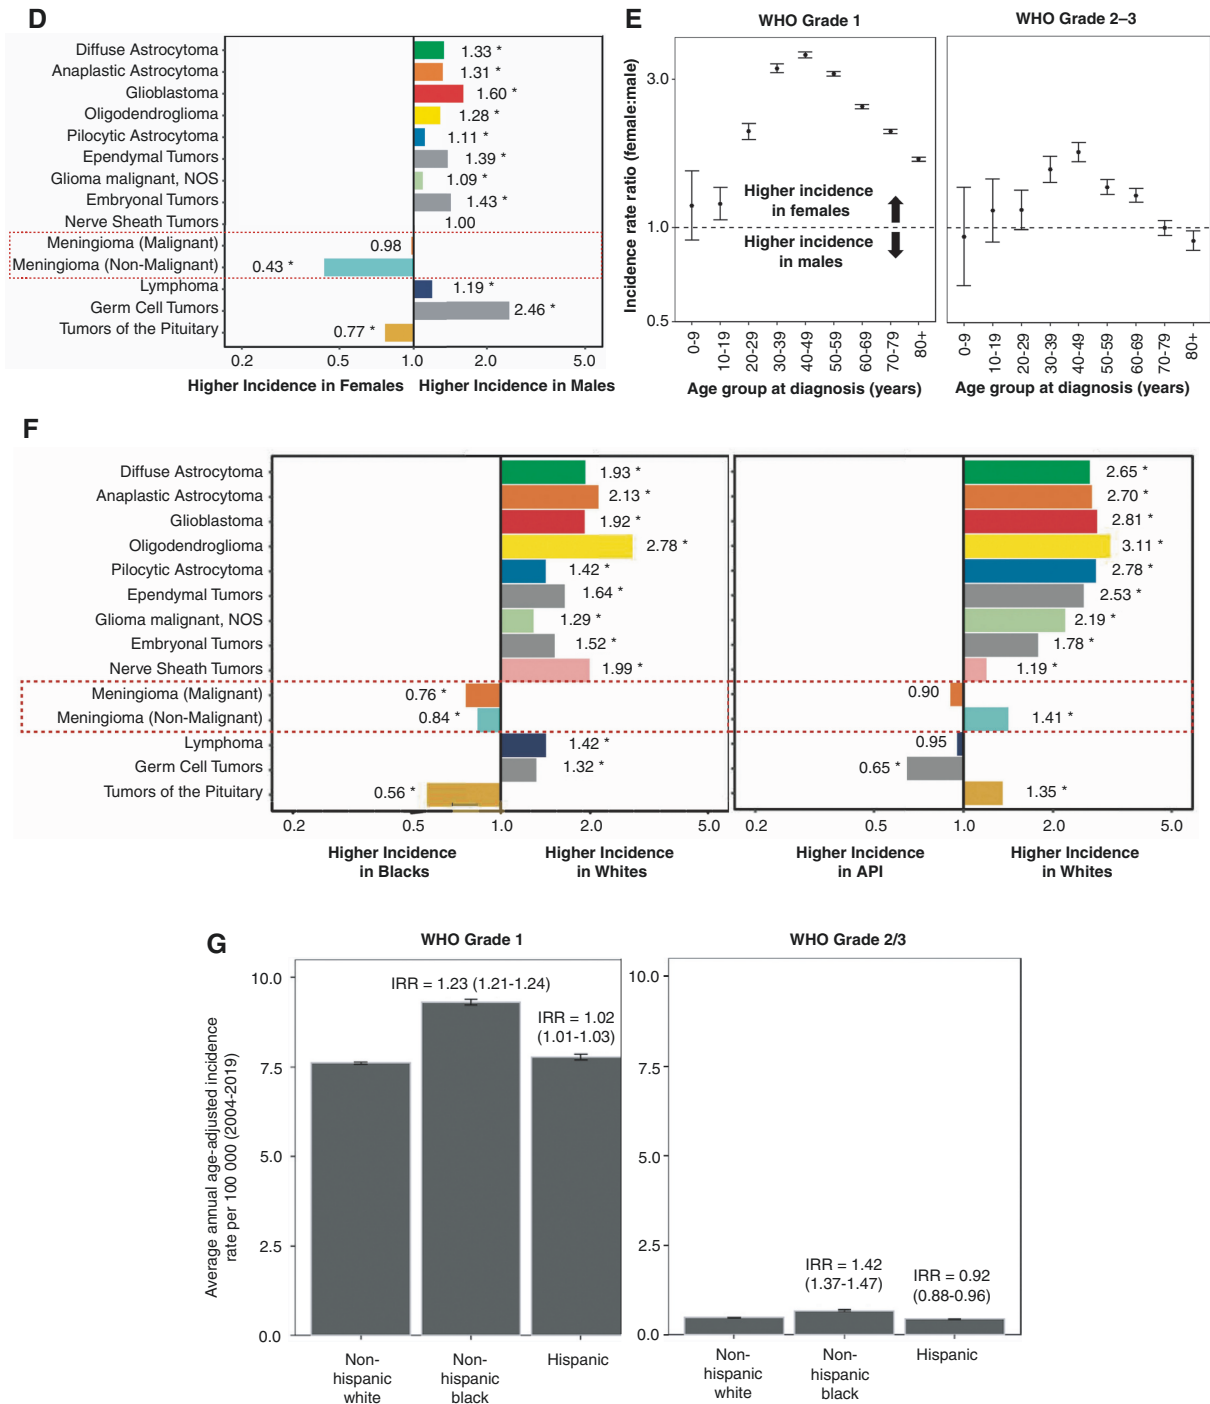 D
Diffuse Astrocytoma 1.33 *
Anaplastic Astrocytoma 1.31 *
Glioblastoma 1.60 *
Oligodendroglioma 1.28 *
Pilocytic Astrocytoma 1.11 *
Ependymal Tumors 1.39 *
Glioma malignant, NOS 1.09 *
Embryonal Tumors 1.43 *
Nerve Sheath Tumors 1.00
Meningioma (Malignant) 0.98
Meningioma (Non-Malignant) 0.43 *
Lymphoma 1.19 *
Germ Cell Tumors 2.46 *
Tumors of the Pituitary 0.77 *
0.2 0.5 1.0 2.0 5.0
Higher Incidence in Females Higher Incidence in Males
E
WHO Grade 1 WHO Grade 2–3
Incidence rate ratio (female:male)
3.0
1.0
0.5
Higher incidence
in females
Higher incidence
in males
0-9 10-19 20-29 30-39 40-49 50-59 60-69 70-79 80+
0-9 10-19 20-29 30-39 40-49 50-59 60-69 70-79 80+
Age group at diagnosis (years) Age group at diagnosis (years)
F
Diffuse Astrocytoma 1.93 * 2.65 *
Anaplastic Astrocytoma 2.13 * 2.70 *
Glioblastoma 1.92 * 2.81 *
Oligodendroglioma 2.78 * 3.11 *
Pilocytic Astrocytoma 1.42 * 2.78 *
Ependymal Tumors 1.64 * 2.53 *
Glioma malignant, NOS 1.29 * 2.19 *
Embryonal Tumors 1.52 * 1.78 *
Nerve Sheath Tumors 1.99 * 1.19 *
Meningioma (Malignant) 0.76 * 0.90
Meningioma (Non-Malignant) 0.84 * 1.41 *
Lymphoma 1.42 * 0.95
Germ Cell Tumors 1.32 * 0.65 *
Tumors of the Pituitary 0.56 * 1.35 *
0.2 0.5 1.0 2.0 5.0 0.2 0.5 1.0 2.0 5.0
Higher Incidence Higher Incidence Higher Incidence Higher Incidence
in Blacks in Whites in API in Whites
G
WHO Grade 1 WHO Grade 2/3
Average annual age-adjusted incidence
rate per 100 000 (2004-2019)
10.0
7.5
5.0
2.5
0.0
IRR = 1.23 (1.21-1.24)
IRR = 1.02
(1.01-1.03)
Non- Non- Hispanic
hispanic hispanic
white black
10.0
7.5
5.0
2.5
0.0
IRR = 1.42
(1.37-1.47)
IRR = 0.92
(0.88-0.96)
Non- Non- Hispanic
hispanic hispanic
white black